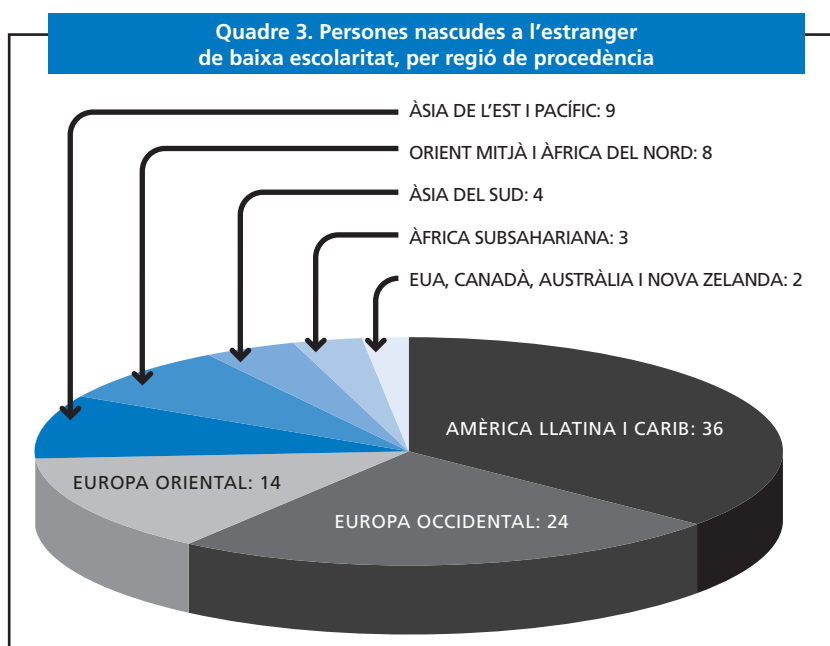 Quadre 3. Persones nascudes a l'estranger
de baixa escolaritat, per regió de procedència
ÀSIA DE L'EST I PACÍFIC: 9
ORIENT MITJÀ I ÀFRICA DEL NORD: 8
ÀSIA DEL SUD: 4
ÀFRICA SUBSAHARIANA: 3
EUA, CANADÀ, AUSTRÀLIA I NOVA ZELANDA: 2
AMÈRICA LLATINA I CARIB: 36
EUROPA ORIENTAL: 14
EUROPA OCCIDENTAL: 24